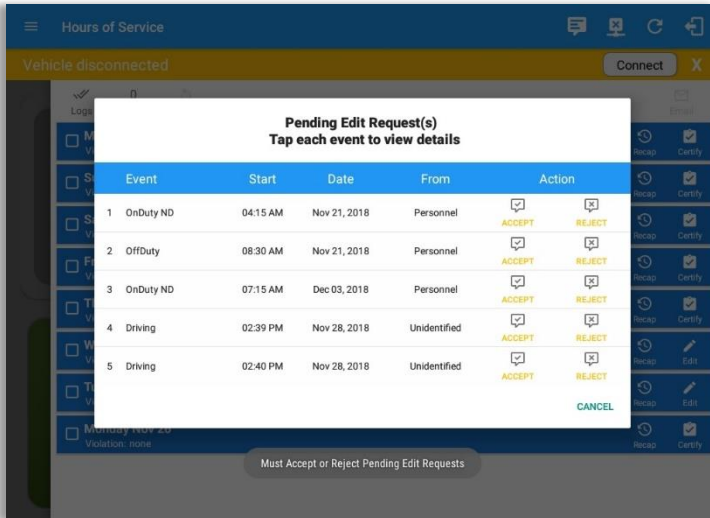 Hours of Service
Vehicle disconnected
Connect
X
Logs
0
Pending Edit Request(s)
Tap each event to view details
Event Start Date From Action
1 OnDuty ND 04:15 AM Nov 21, 2018 Personnel ACCEPT REJECT
2 OffDuty 08:30 AM Nov 21, 2018 Personnel ACCEPT REJECT
3 OnDuty ND 07:15 AM Dec 03, 2018 Personnel ACCEPT REJECT
4 Driving 02:39 PM Nov 28, 2018 Unidentified ACCEPT REJECT
5 Driving 02:40 PM Nov 28, 2018 Unidentified ACCEPT REJECT
CANCEL
Recap Certify
Recap Certify
Recap Certify
Recap Certify
Recap Certify
Recap Edit
Recap Edit
Monday Nov 26
Violation: none
Recap Certify
Must Accept or Reject Pending Edit Requests